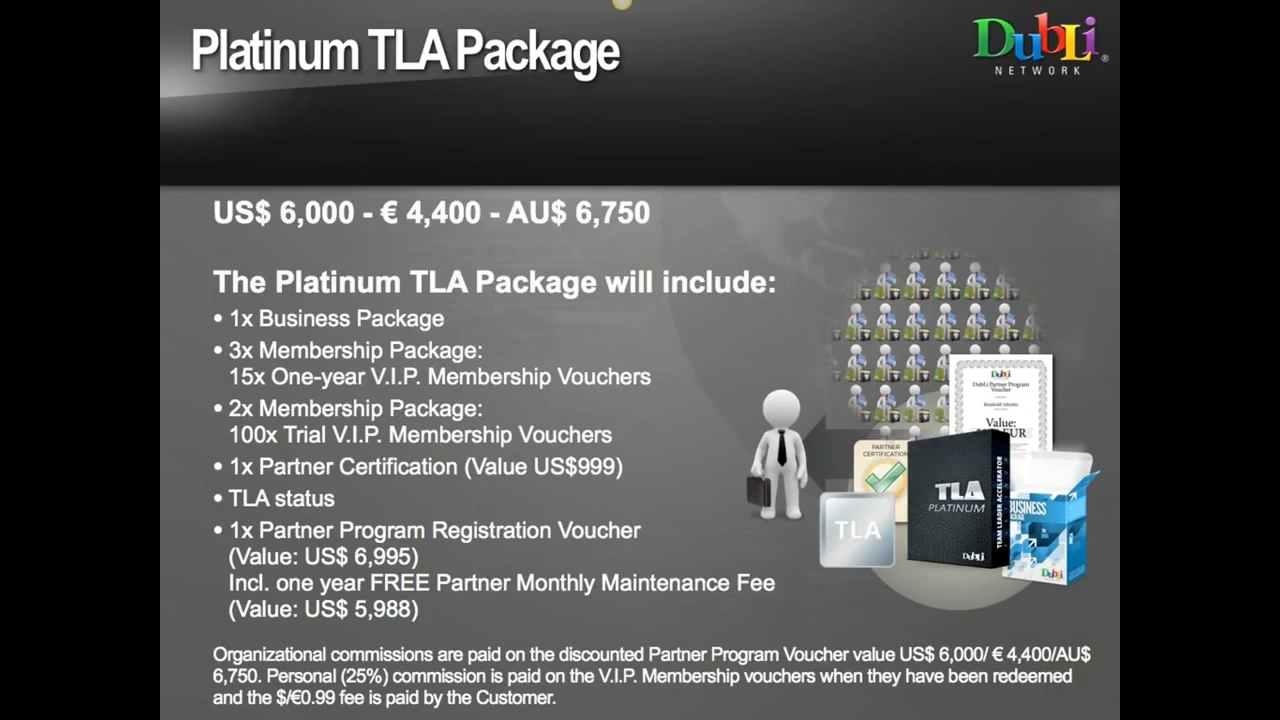 Platinum TLA Package
DubLi®
NETWORK
US$ 6,000 - € 4,400 - AU$ 6,750
The Platinum TLA Package will include:
• 1x Business Package
• 3x Membership Package:
15x One-year V.I.P. Membership Vouchers
• 2x Membership Package:
100x Trial V.I.P. Membership Vouchers
• 1x Partner Certification (Value US$999)
• TLA status
• 1x Partner Program Registration Voucher
(Value: US$ 6,995)
Incl. one year FREE Partner Monthly Maintenance Fee
(Value: US$ 5,988)
DubLi
DubLi Partner Program
Voucher
Value:
EUR
PARTNER
CERTIFICATION
TLA
TLA
PLATINUM
DubLi
TEAM LEADER ACCELERATOR
BUSINESS
DubLi
Organizational commissions are paid on the discounted Partner Program Voucher value US$ 6,000/ € 4,400/AU$
6,750. Personal (25%) commission is paid on the V.I.P. Membership vouchers when they have been redeemed
and the $/€0.99 fee is paid by the Customer.